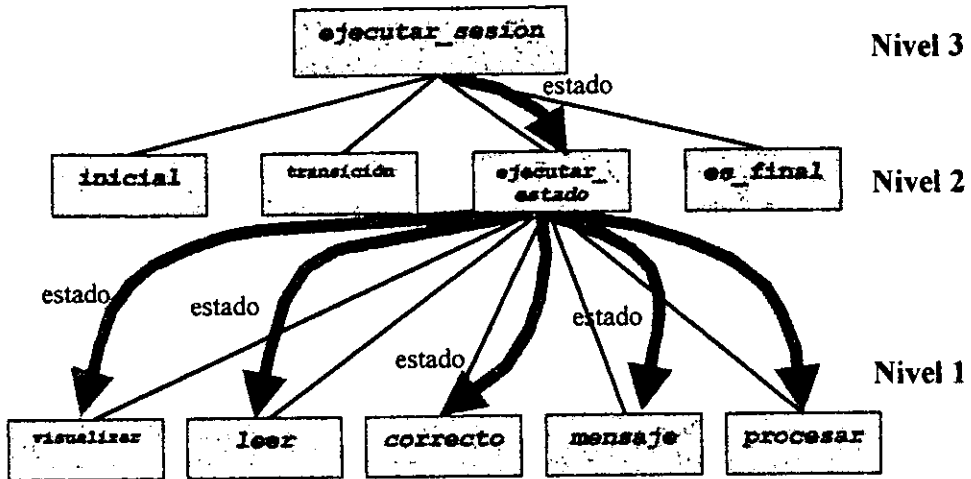 ejecutar_sesión
Nivel 3
estado
inicial
transición
ejecutar_
estado
es_final
Nivel 2
estado
estado
estado
estado
Nivel 1
visualizar
leer
correcto
mensaje
procesar